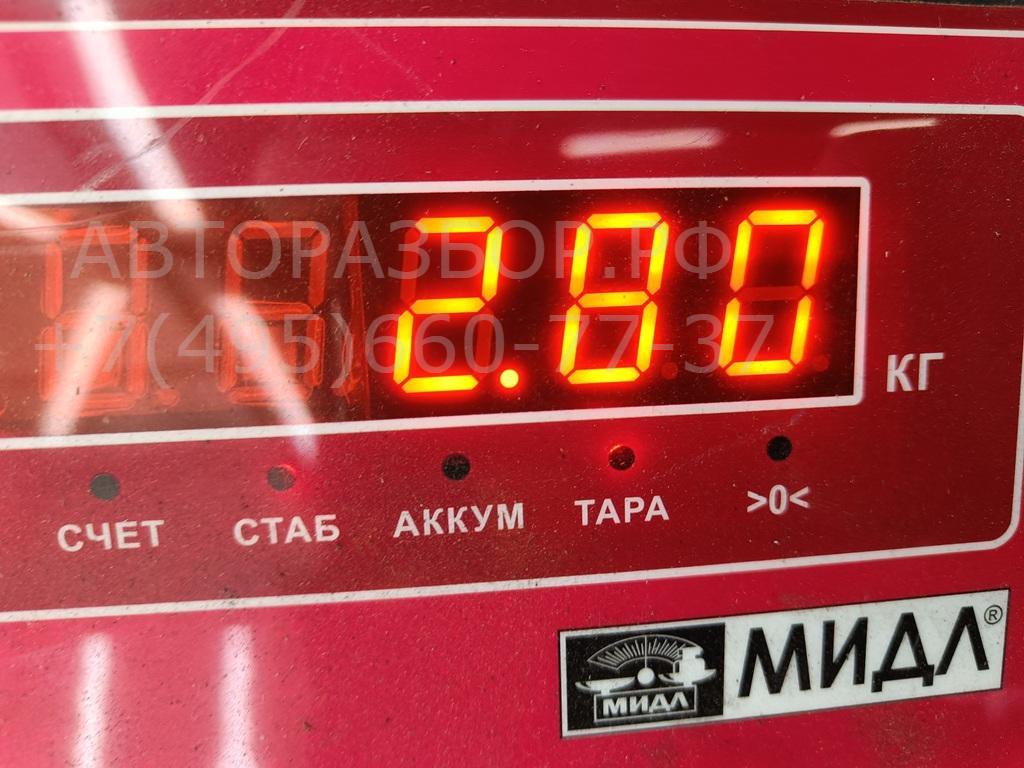 АВТОРАЗБОР.РФ
+7(495)660-77-37
2.80
КГ
СЧЕТ СТАБ АККУМ ТАРА >0<
МИДЛ МИДЛ®